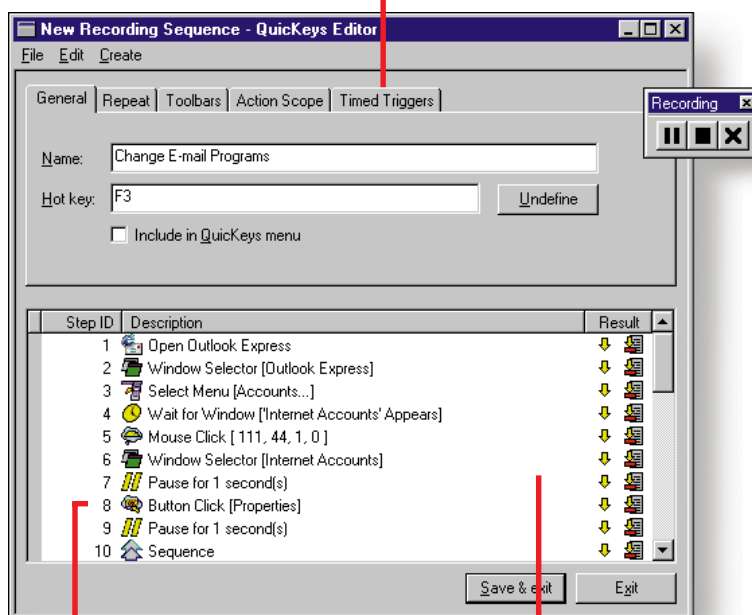 New Recording Sequence - QuicKeys Editor
File Edit Create
General Repeat Toolbars Action Scope Timed Triggers
Recording
Name: Change E-mail Programs
Hot key: F3 Undefine
Include in QuicKeys menu
Step ID Description Result
1 Open Outlook Express
2 Window Selector [Outlook Express]
3 Select Menu [Accounts...]
4 Wait for Window ['Internet Accounts' Appears]
5 Mouse Click [ 111, 44, 1, 0 ]
6 Window Selector [Internet Accounts]
7 Pause for 1 second(s)
8 Button Click [Properties]
9 Pause for 1 second(s)
10 Sequence
Save & exit Exit